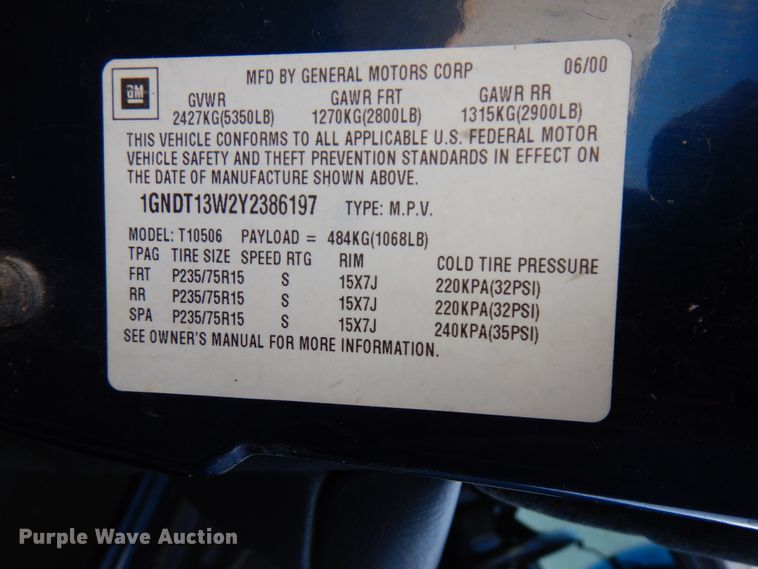 GM
MFD BY GENERAL MOTORS CORP 06/00
GVWR GAWR FRT GAWR RR
2427KG(5350LB) 1270KG(2800LB) 1315KG(2900LB)
THIS VEHICLE CONFORMS TO ALL APPLICABLE U.S. FEDERAL MOTOR
VEHICLE SAFETY AND THEFT PREVENTION STANDARDS IN EFFECT ON
THE DATE OF MANUFACTURE SHOWN ABOVE.
1GNDT13W2Y2386197 TYPE: M.P.V.
MODEL: T10506 PAYLOAD = 484KG(1068LB)
TPAG TIRE SIZE SPEED RTG RIM COLD TIRE PRESSURE
FRT P235/75R15 S 15X7J 220KPA(32PSI)
RR P235/75R15 S 15X7J 220KPA(32PSI)
SPA P235/75R15 S 15X7J 240KPA(35PSI)
SEE OWNER'S MANUAL FOR MORE INFORMATION.
Purple Wave Auction